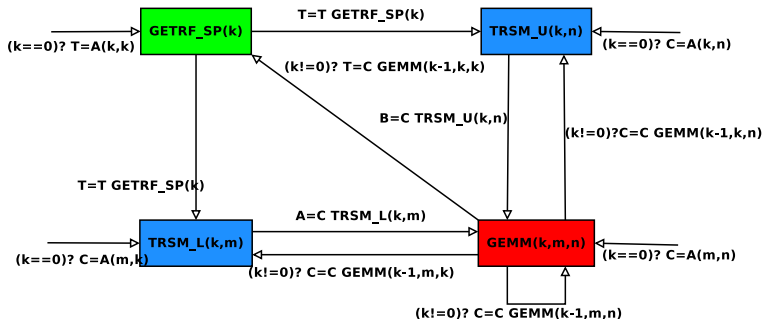 T=T GETRF_SP(k)
GETRF_SP(k)
TRSM_U(k,n)
(k==0)? T=A(k,k)
(k==0)? C=A(k,n)
(k!=0)? T=C GEMM(k-1,k,k)
B=C TRSM_U(k,n)
(k!=0)?C=C GEMM(k-1,k,n)
T=T GETRF_SP(k)
A=C TRSM_L(k,m)
TRSM_L(k,m)
GEMM(k,m,n)
(k==0)? C=A(m,k)
(k!=0)? C=C GEMM(k-1,m,k)
(k==0)? C=A(m,n)
(k!=0)? C=C GEMM(k-1,m,n)